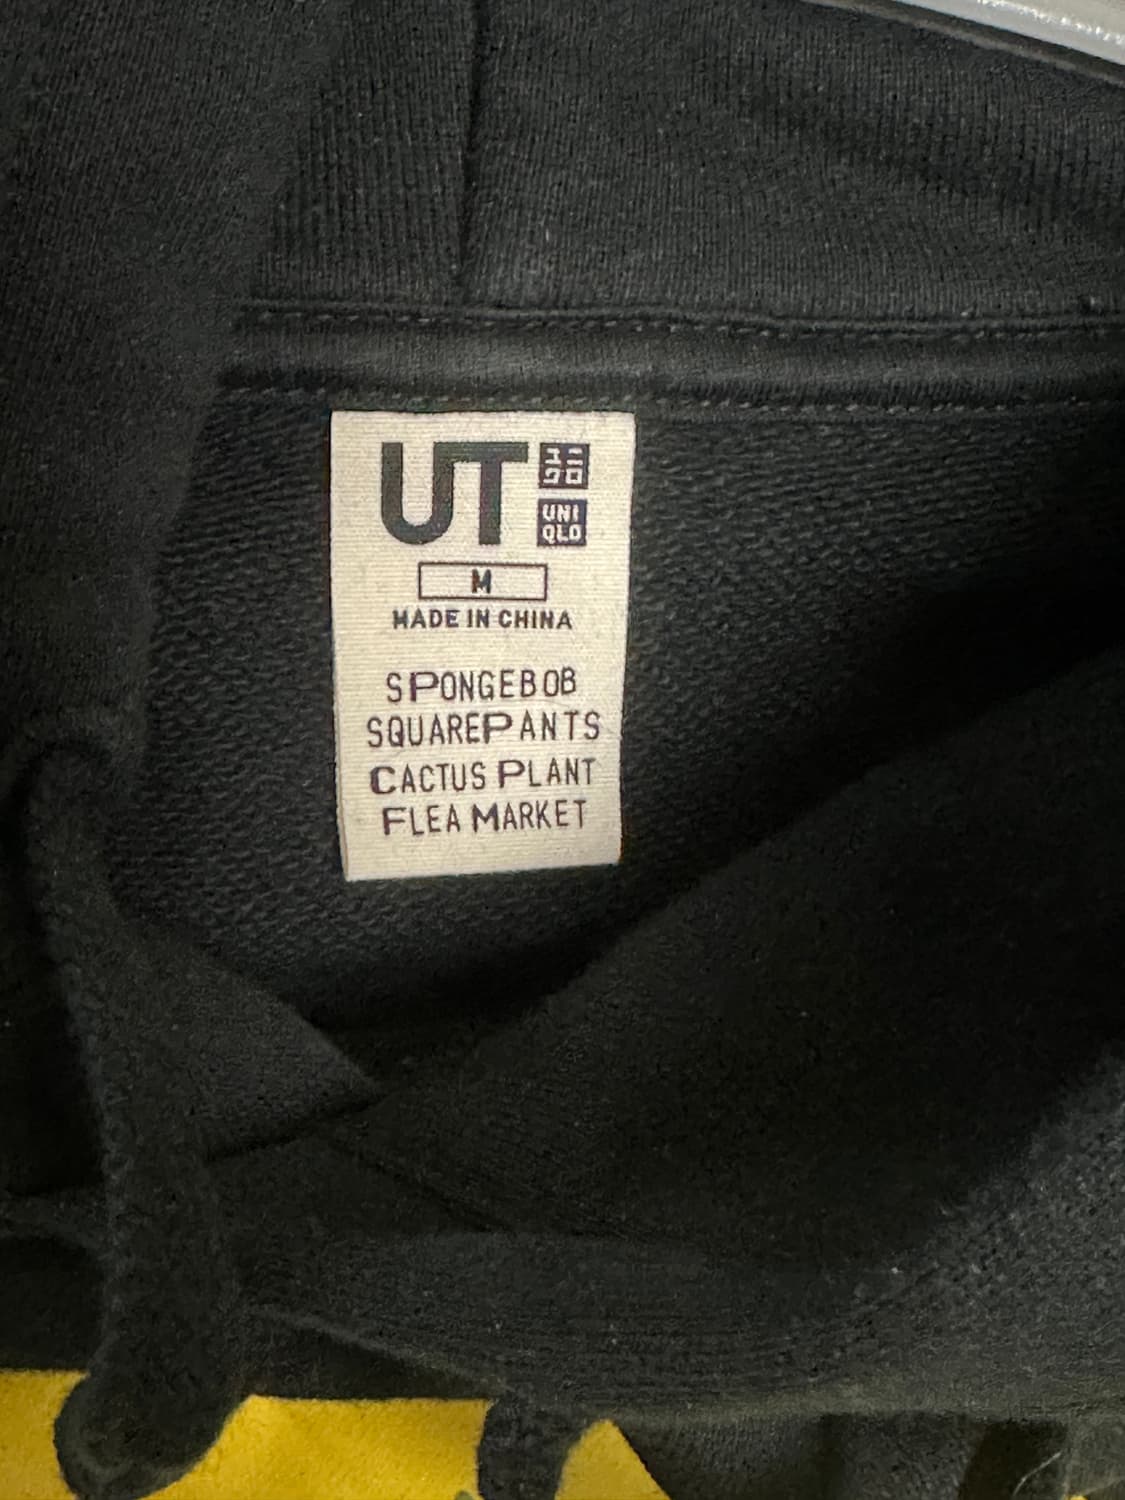 UT
ユニ
クロ
UNI
QLO
M
MADE IN CHINA
SPONGEBOB
SQUAREPANTS
CACTUS PLANT
FLEA MARKET